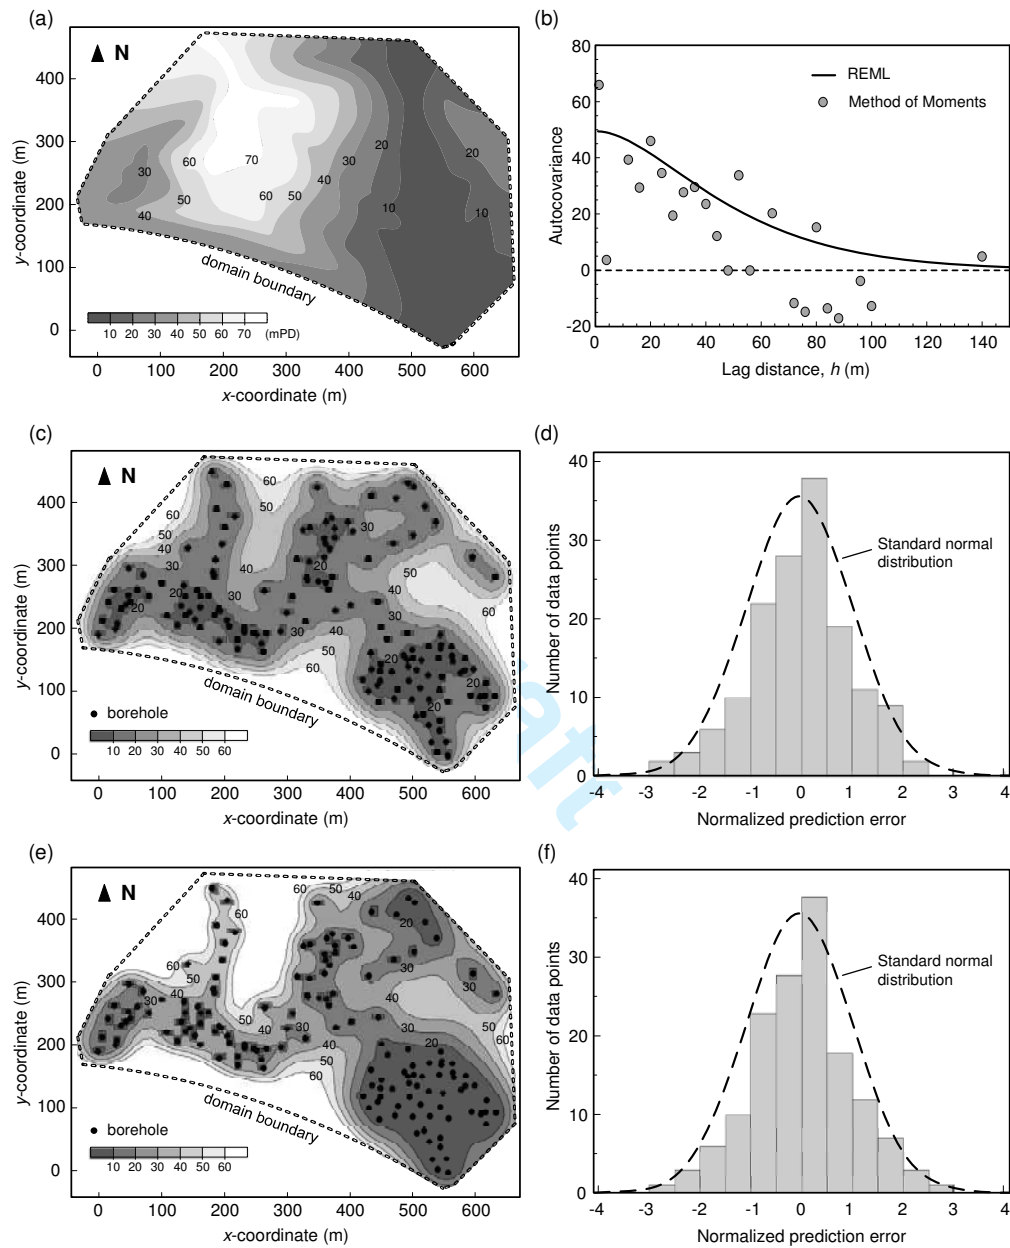 (a)
N
400
300
200
100
0
y-coordinate (m)
30
40
60
50
70
60
50
40
30
20
10
20
10
domain boundary
10 20 30 40 50 60 70 (mPD)
0 100 200 300 400 500 600
x-coordinate (m)
(b)
80
60
40
20
0
-20
Autocovariance
REML
Method of Moments
0 20 40 60 80 100 120 140
Lag distance, h (m)
(c)
N
400
300
200
100
0
y-coordinate (m)
60
50
60
50
40
30
20
20
40
30
20
30
50
40
30
60
30
40
50
60
20
20
20
domain boundary
borehole
10 20 30 40 50 60
0 100 200 300 400 500 600
x-coordinate (m)
(d)
40
30
20
10
0
Number of data points
Standard normal
distribution
-4 -3 -2 -1 0 1 2 3 4
Normalized prediction error
(e)
N
400
300
200
100
0
y-coordinate (m)
60
50
40
60
20
60
50
40
30
30
30
40
50
40
30
30
50
60
40
50
60
20
domain boundary
borehole
10 20 30 40 50 60
0 100 200 300 400 500 600
x-coordinate (m)
(f)
40
30
20
10
0
Number of data points
Standard normal
distribution
-4 -3 -2 -1 0 1 2 3 4
Normalized prediction error